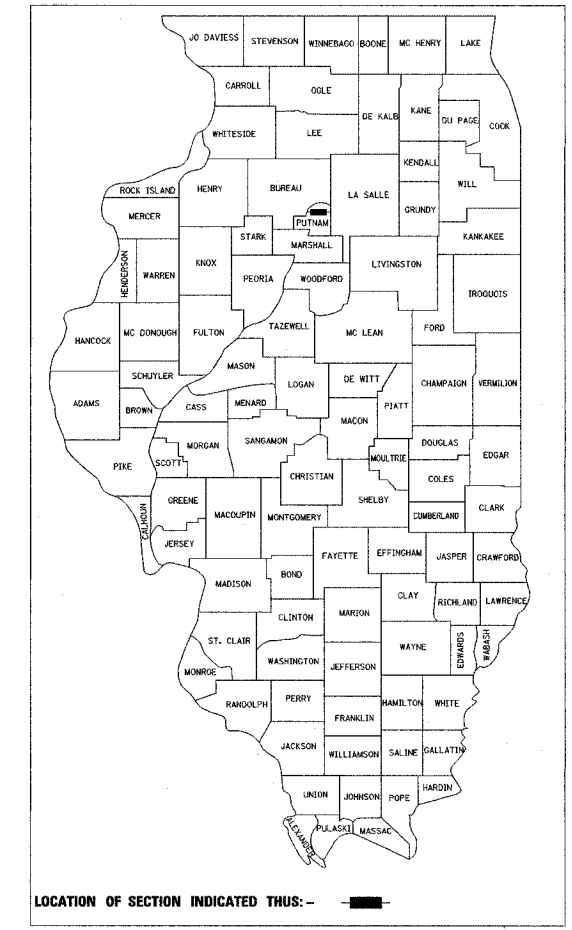 JO DAVIESS
STEVENSON
WINNEBAGO
BOONE
MC HENRY
LAKE
CARROLL
OGLE
DE KALB
KANE
DU PAGE
COOK
WHITESIDE
LEE
KENDALL
WILL
ROCK ISLAND
HENRY
BUREAU
LA SALLE
GRUNDY
MERCER
PUTNAM
KANKAKEE
STARK
MARSHALL
HENDERSON
WARREN
KNOX
PEORIA
WOODFORD
LIVINGSTON
IROQUOIS
HANCOCK
MC DONOUGH
FULTON
TAZEWELL
MC LEAN
FORD
MASON
SCHUYLER
LOGAN
DE WITT
CHAMPAIGN
VERMILION
ADAMS
BROWN
CASS
MENARD
PIATT
MACON
MORGAN
SANGAMON
DOUGLAS
EDGAR
PIKE
SCOTT
CHRISTIAN
MOULTRIE
COLES
SHELBY
CALHOUN
GREENE
MACOUPIN
MONTGOMERY
CUMBERLAND
CLARK
JERSEY
FAYETTE
EFFINGHAM
JASPER
CRAWFORD
MADISON
BOND
CLAY
RICHLAND
LAWRENCE
CLINTON
MARION
ST. CLAIR
WAYNE
EDWARDS
WABASH
WASHINGTON
JEFFERSON
MONROE
RANDOLPH
PERRY
HAMILTON
WHITE
FRANKLIN
JACKSON
WILLIAMSON
SALINE
GALLATIN
UNION
JOHNSON
POPE
HARDIN
ALEXANDER
PULASKI
MASSAC
LOCATION OF SECTION INDICATED THUS: –